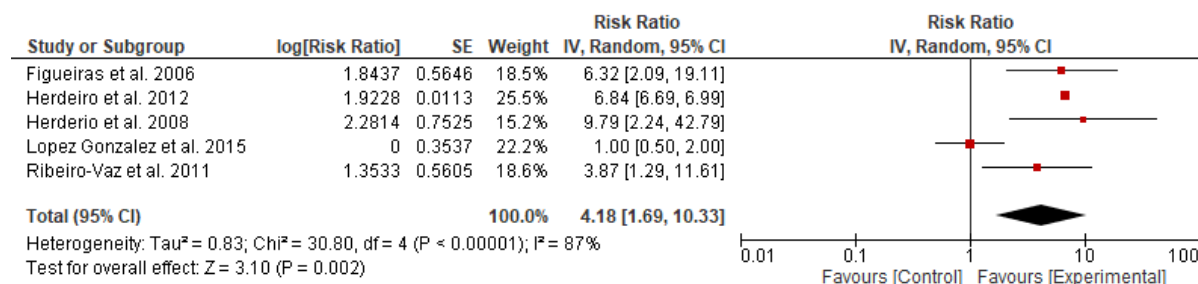 Risk Ratio Risk Ratio
Study or Subgroup log[Risk Ratio] SE Weight IV, Random, 95% CI IV, Random, 95% CI
Figueiras et al. 2006 1.8437 0.5646 18.5% 6.32 [2.09, 19.11]
Herdeiro et al. 2012 1.9228 0.0113 25.5% 6.84 [6.69, 6.99]
Herderio et al. 2008 2.2814 0.7525 15.2% 9.79 [2.24, 42.79]
Lopez Gonzalez et al. 2015 0 0.3537 22.2% 1.00 [0.50, 2.00]
Ribeiro-Vaz et al. 2011 1.3533 0.5605 18.6% 3.87 [1.29, 11.61]
Total (95% CI) 100.0% 4.18 [1.69, 10.33]
Heterogeneity: Tau² = 0.83; Chi² = 30.80, df = 4 (P < 0.00001); I² = 87%
Test for overall effect: Z = 3.10 (P = 0.002)
0.01 0.1 1 10 100
Favours [Control] Favours [Experimental]